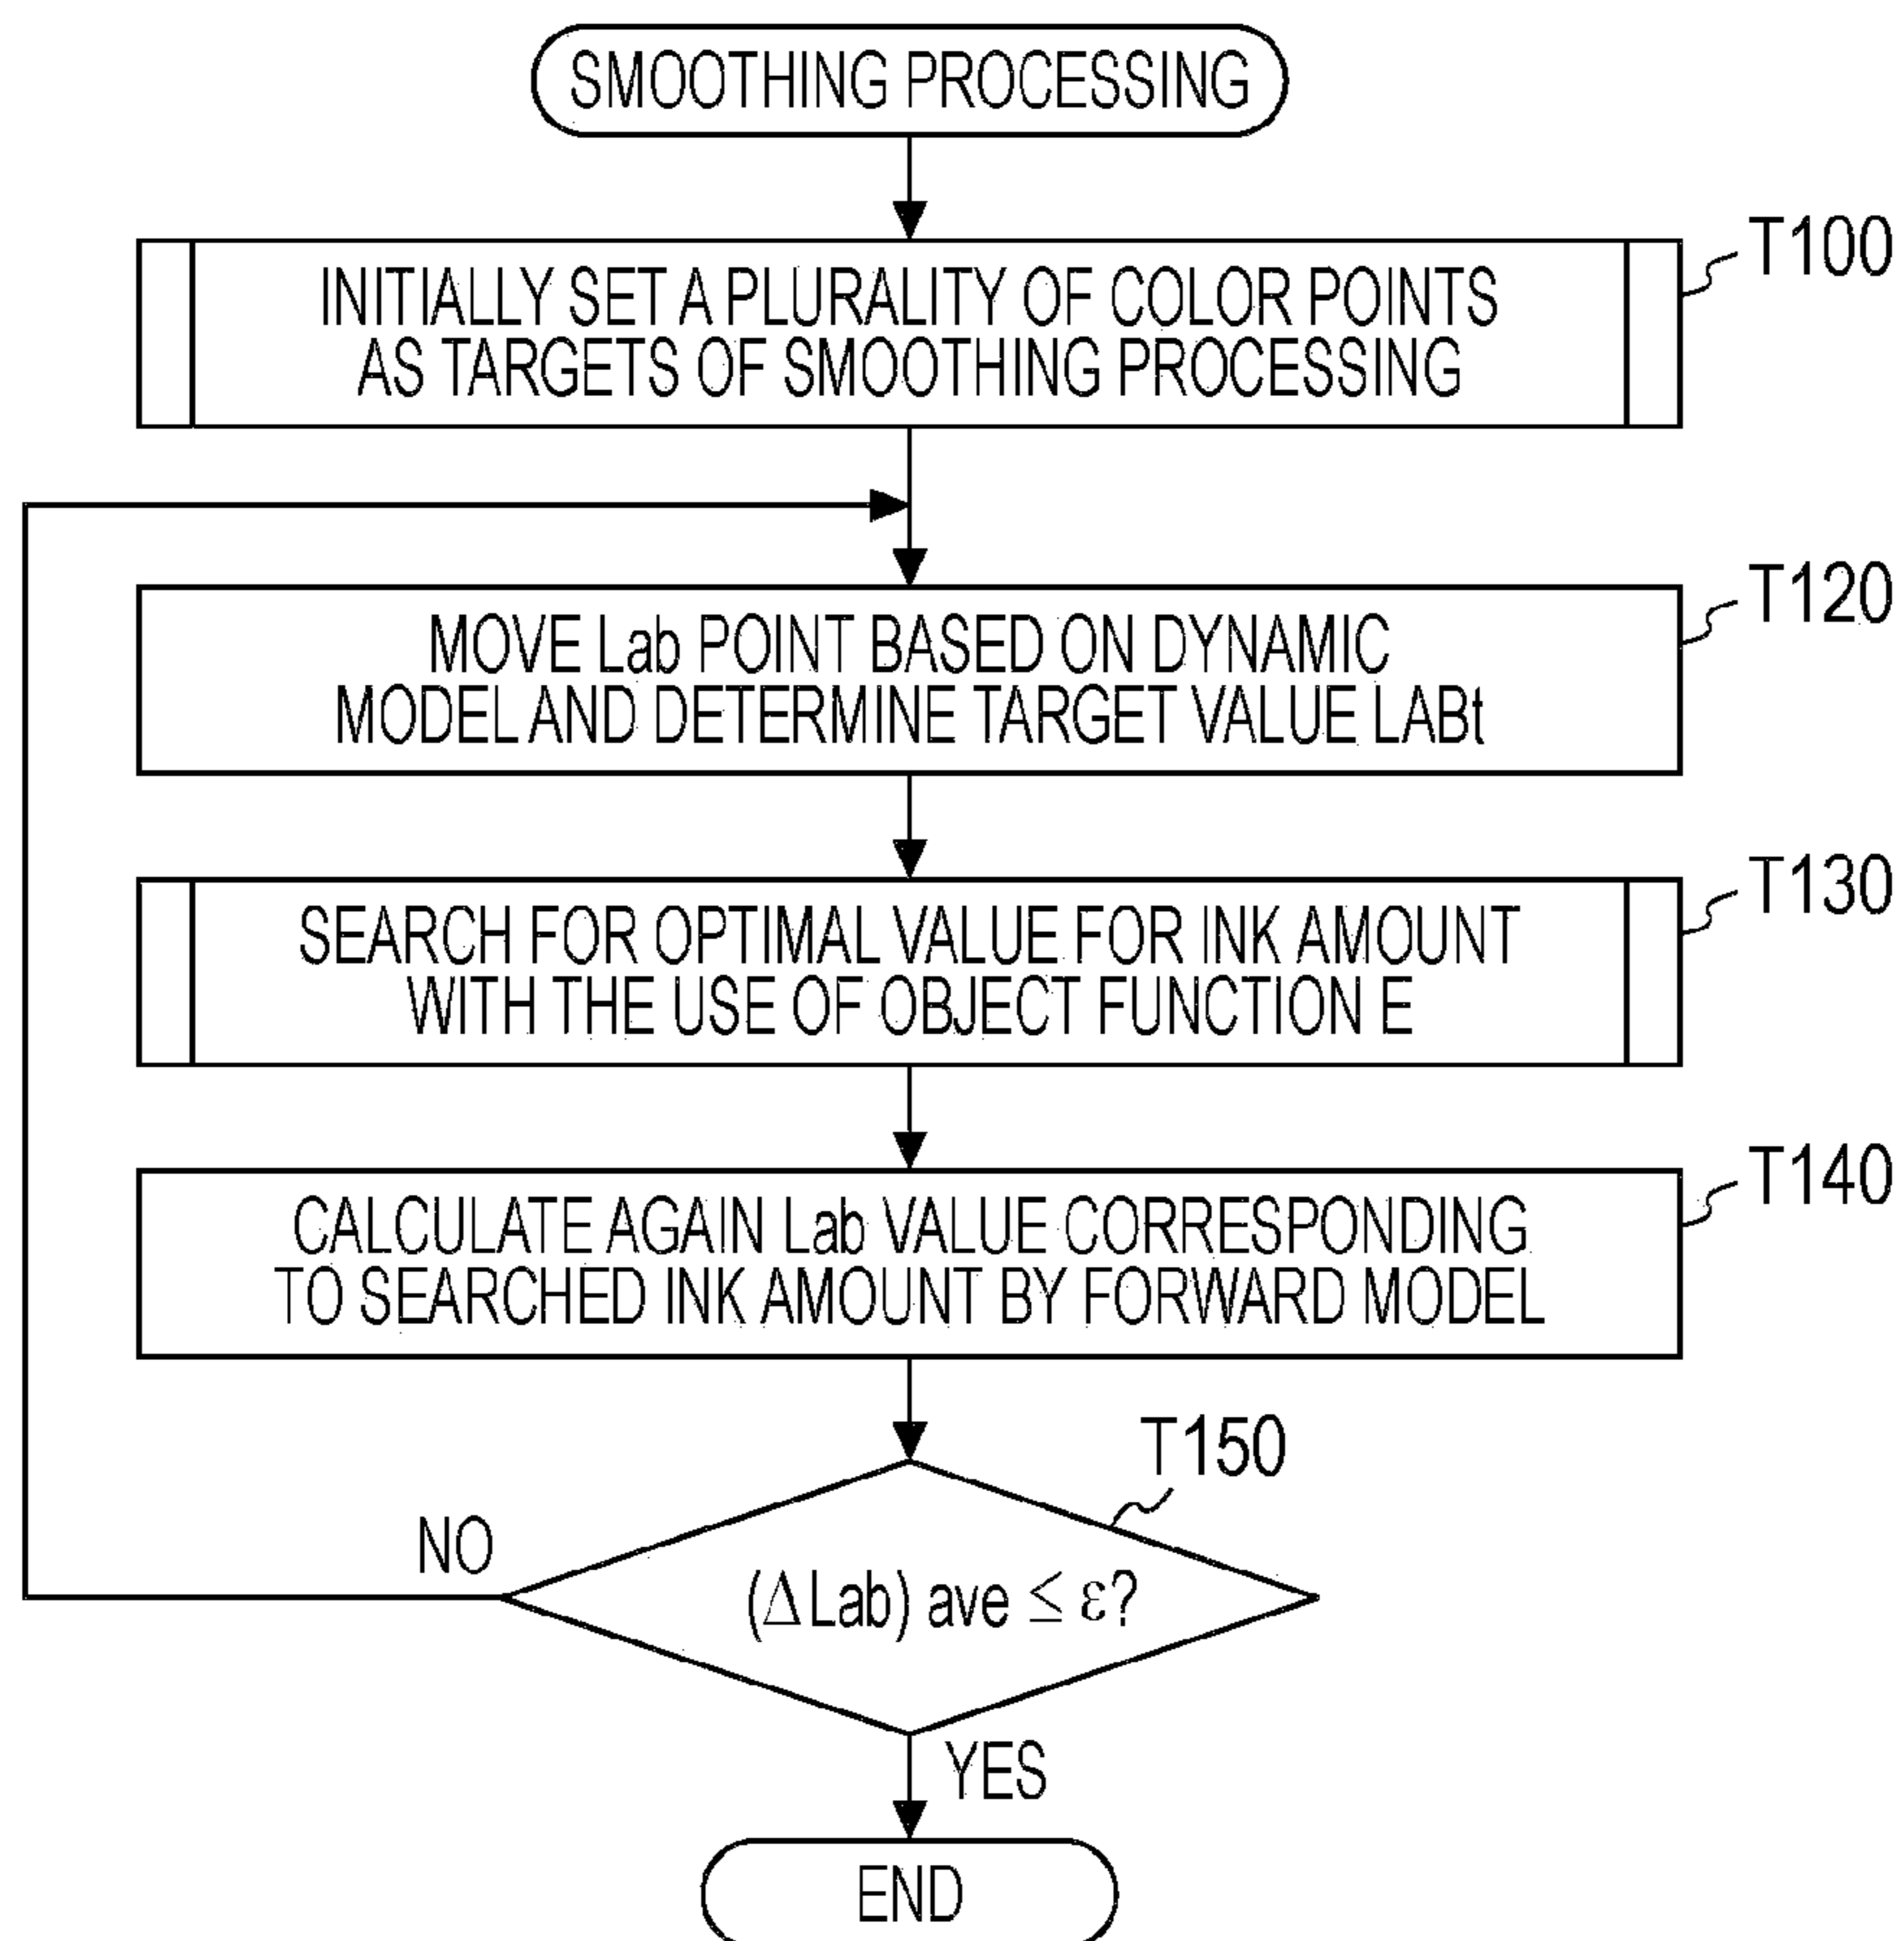 SMOOTHING PROCESSING
T100
INITIALLY SET A PLURALITY OF COLOR POINTS
AS TARGETS OF SMOOTHING PROCESSING
T120
MOVE Lab POINT BASED ON DYNAMIC
MODEL AND DETERMINE TARGET VALUE LABt
T130
SEARCH FOR OPTIMAL VALUE FOR INK AMOUNT
WITH THE USE OF OBJECT FUNCTION E
T140
CALCULATE AGAIN Lab VALUE CORRESPONDING
TO SEARCHED INK AMOUNT BY FORWARD MODEL
T150
NO
(ΔLab) ave ≤ ε?
YES
END